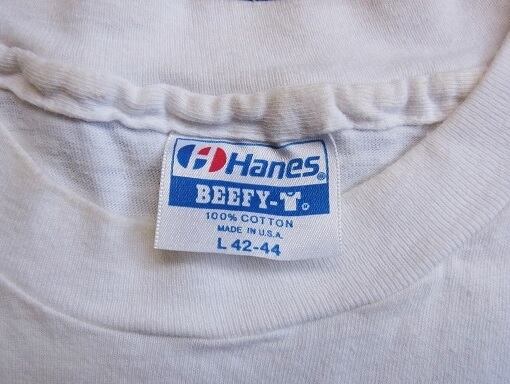 Hanes®
BEEFY-T
100% COTTON
MADE IN U.S.A.
L 42-44